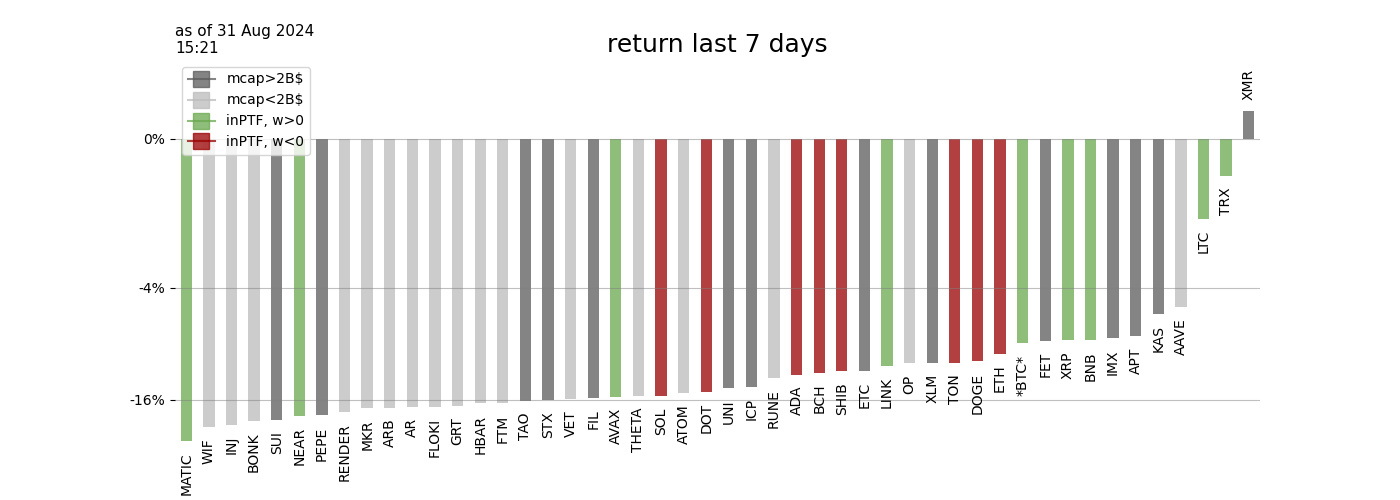 as of 31 Aug 2024
15:21
return last 7 days
mcap>2B$
mcap<2B$
inPTF, w>0
inPTF, w<0
0%
-4%
-16%
MATIC
WIF
INJ
BONK
SUI
NEAR
PEPE
RENDER
MKR
ARB
AR
FLOKI
GRT
HBAR
FTM
TAO
STX
VET
FIL
AVAX
THETA
SOL
ATOM
DOT
UNI
ICP
RUNE
ADA
BCH
SHIB
ETC
LINK
OP
XLM
TON
DOGE
ETH
*BTC*
FET
XRP
BNB
IMX
APT
KAS
AAVE
LTC
TRX
XMR